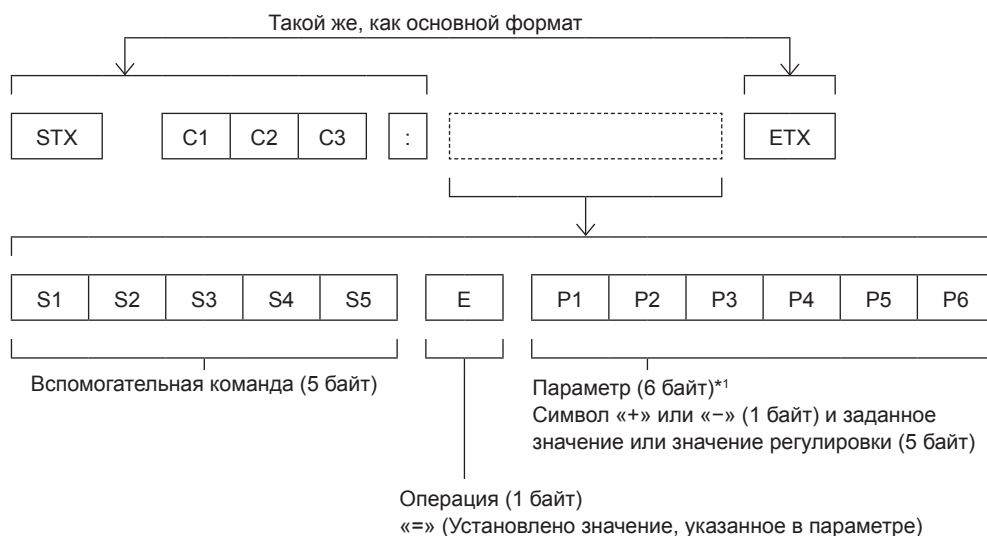 Такой же, как основной формат
STX C1 C2 C3 : ETX
S1 S2 S3 S4 S5 E P1 P2 P3 P4 P5 P6
Вспомогательная команда (5 байт)
Параметр (6 байт)*1
Символ «+» или «−» (1 байт) и заданное
значение или значение регулировки (5 байт)
Операция (1 байт)
«=» (Установлено значение, указанное в параметре)